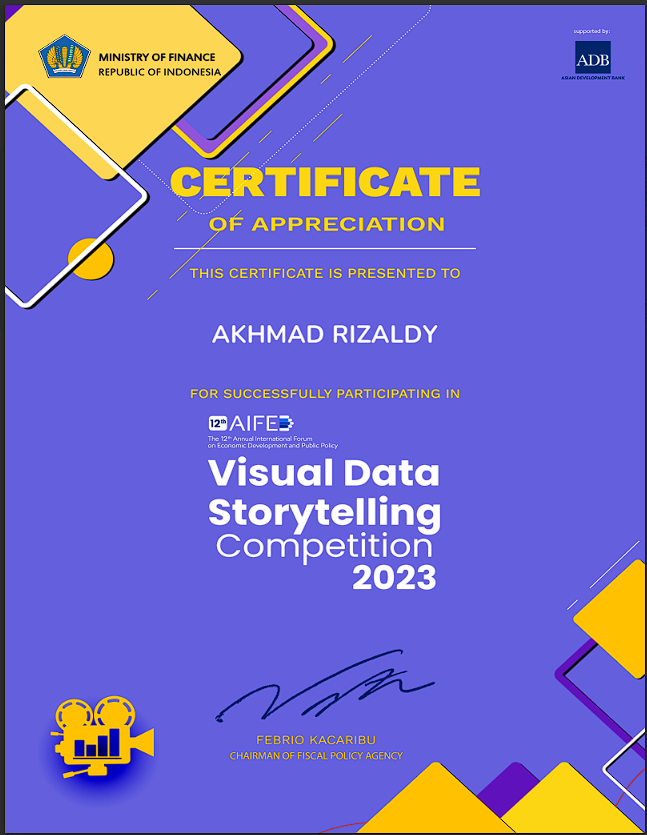 MINISTRY OF FINANCE
REPUBLIC OF INDONESIA
supported by:
ADB
ASIAN DEVELOPMENT BANK
CERTIFICATE
OF APPRECIATION
THIS CERTIFICATE IS PRESENTED TO
AKHMAD RIZALDY
FOR SUCCESSFULLY PARTICIPATING IN
12th AIFED
The 12th Annual International Forum
on Economic Development and Public Policy
Visual Data
Storytelling
Competition
2023
FEBRIO KACARIBU
CHAIRMAN OF FISCAL POLICY AGENCY